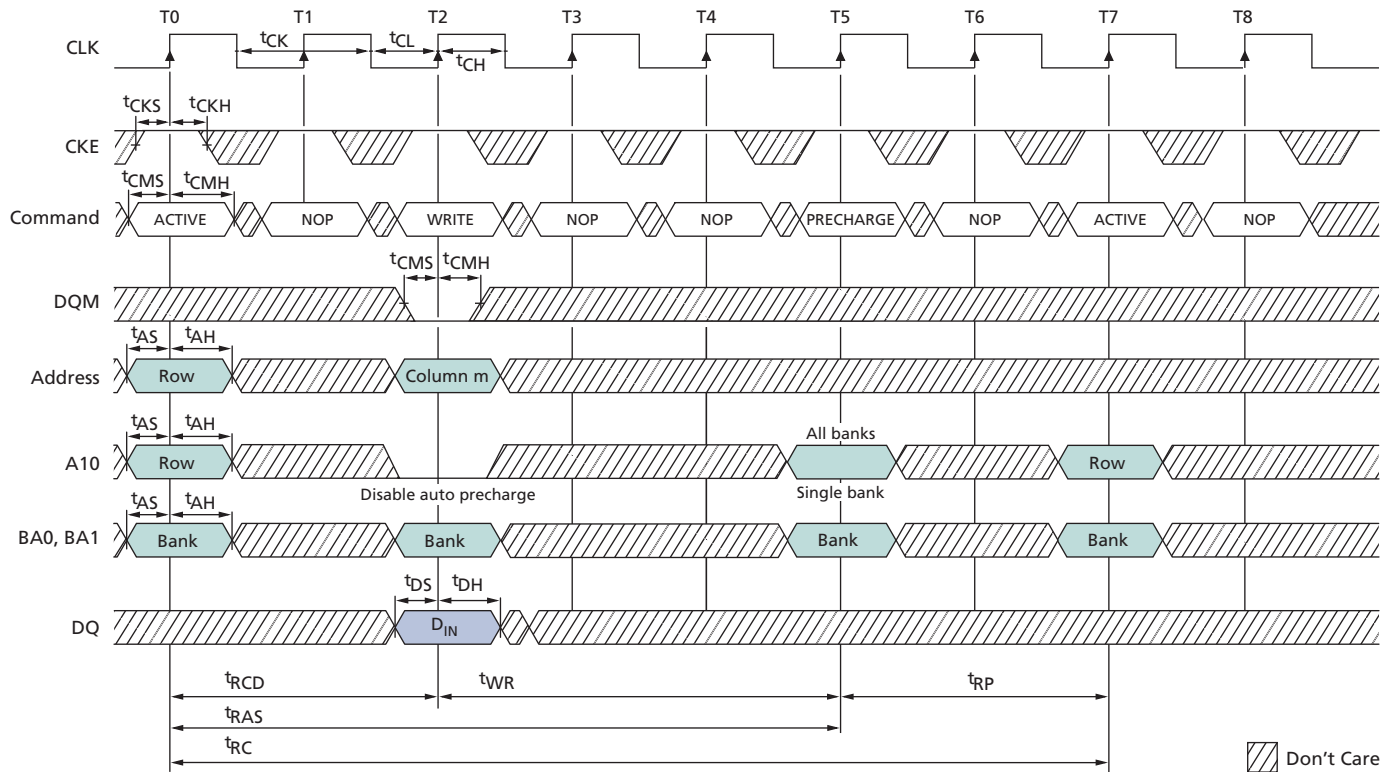 T0 T1 T2 T3 T4 T5 T6 T7 T8
CLK
tCK tCL
tCH
tCKS tCKH
CKE
tCMS tCMH
Command ACTIVE NOP WRITE NOP NOP PRECHARGE NOP ACTIVE NOP
tCMS tCMH
DQM
tAS tAH
Address Row Column m
tAS tAH All banks
A10 Row Row
Disable auto precharge Single bank
tAS tAH
BA0, BA1 Bank Bank Bank Bank
tDS tDH
DQ DIN
tRCD tWR tRP
tRAS
tRC
Don't Care